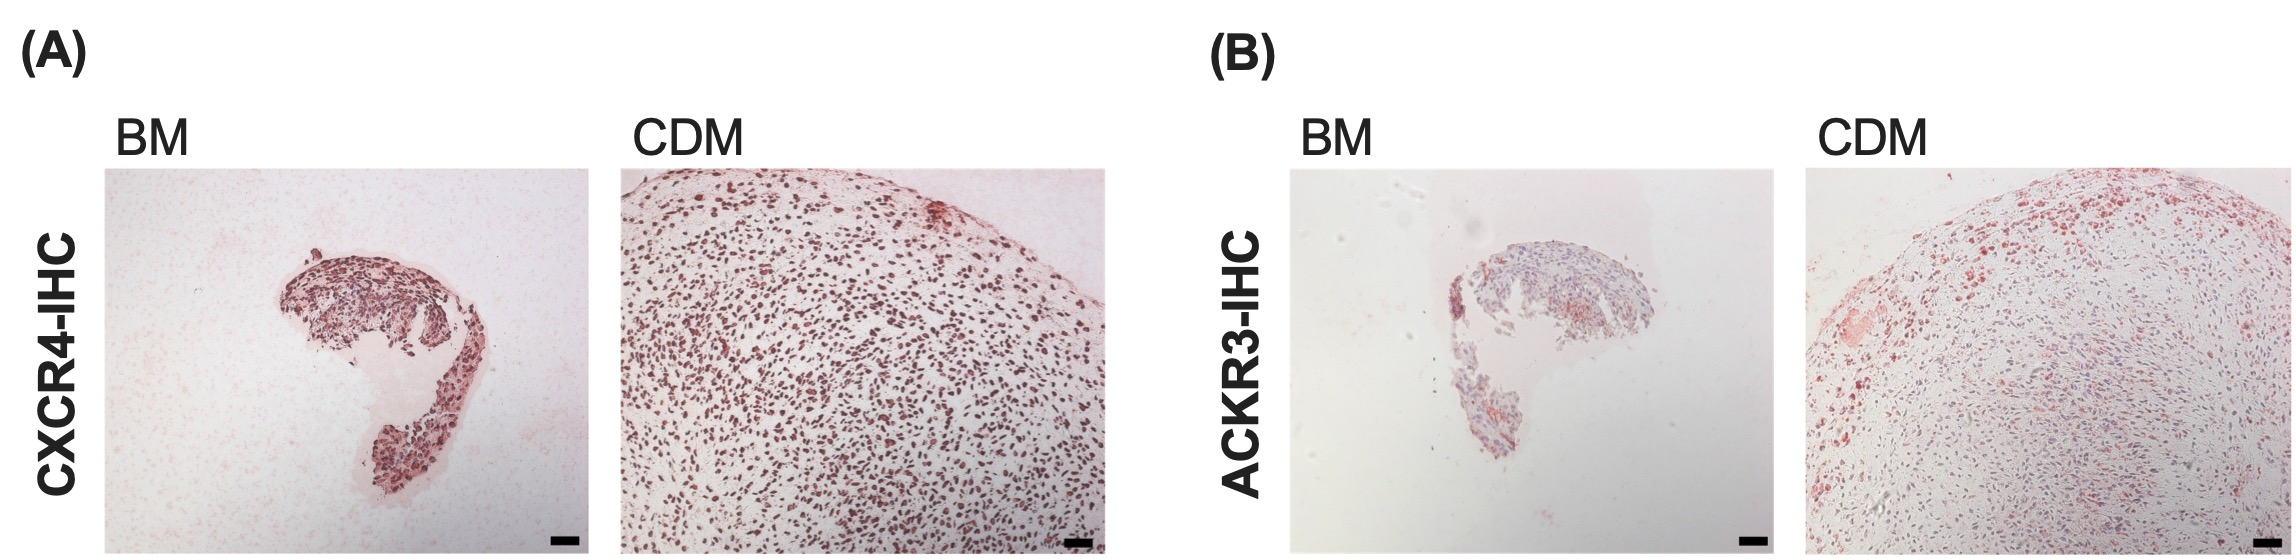 (A)
BM
CDM
CXCR4-IHC
(B)
BM
CDM
ACKR3-IHC